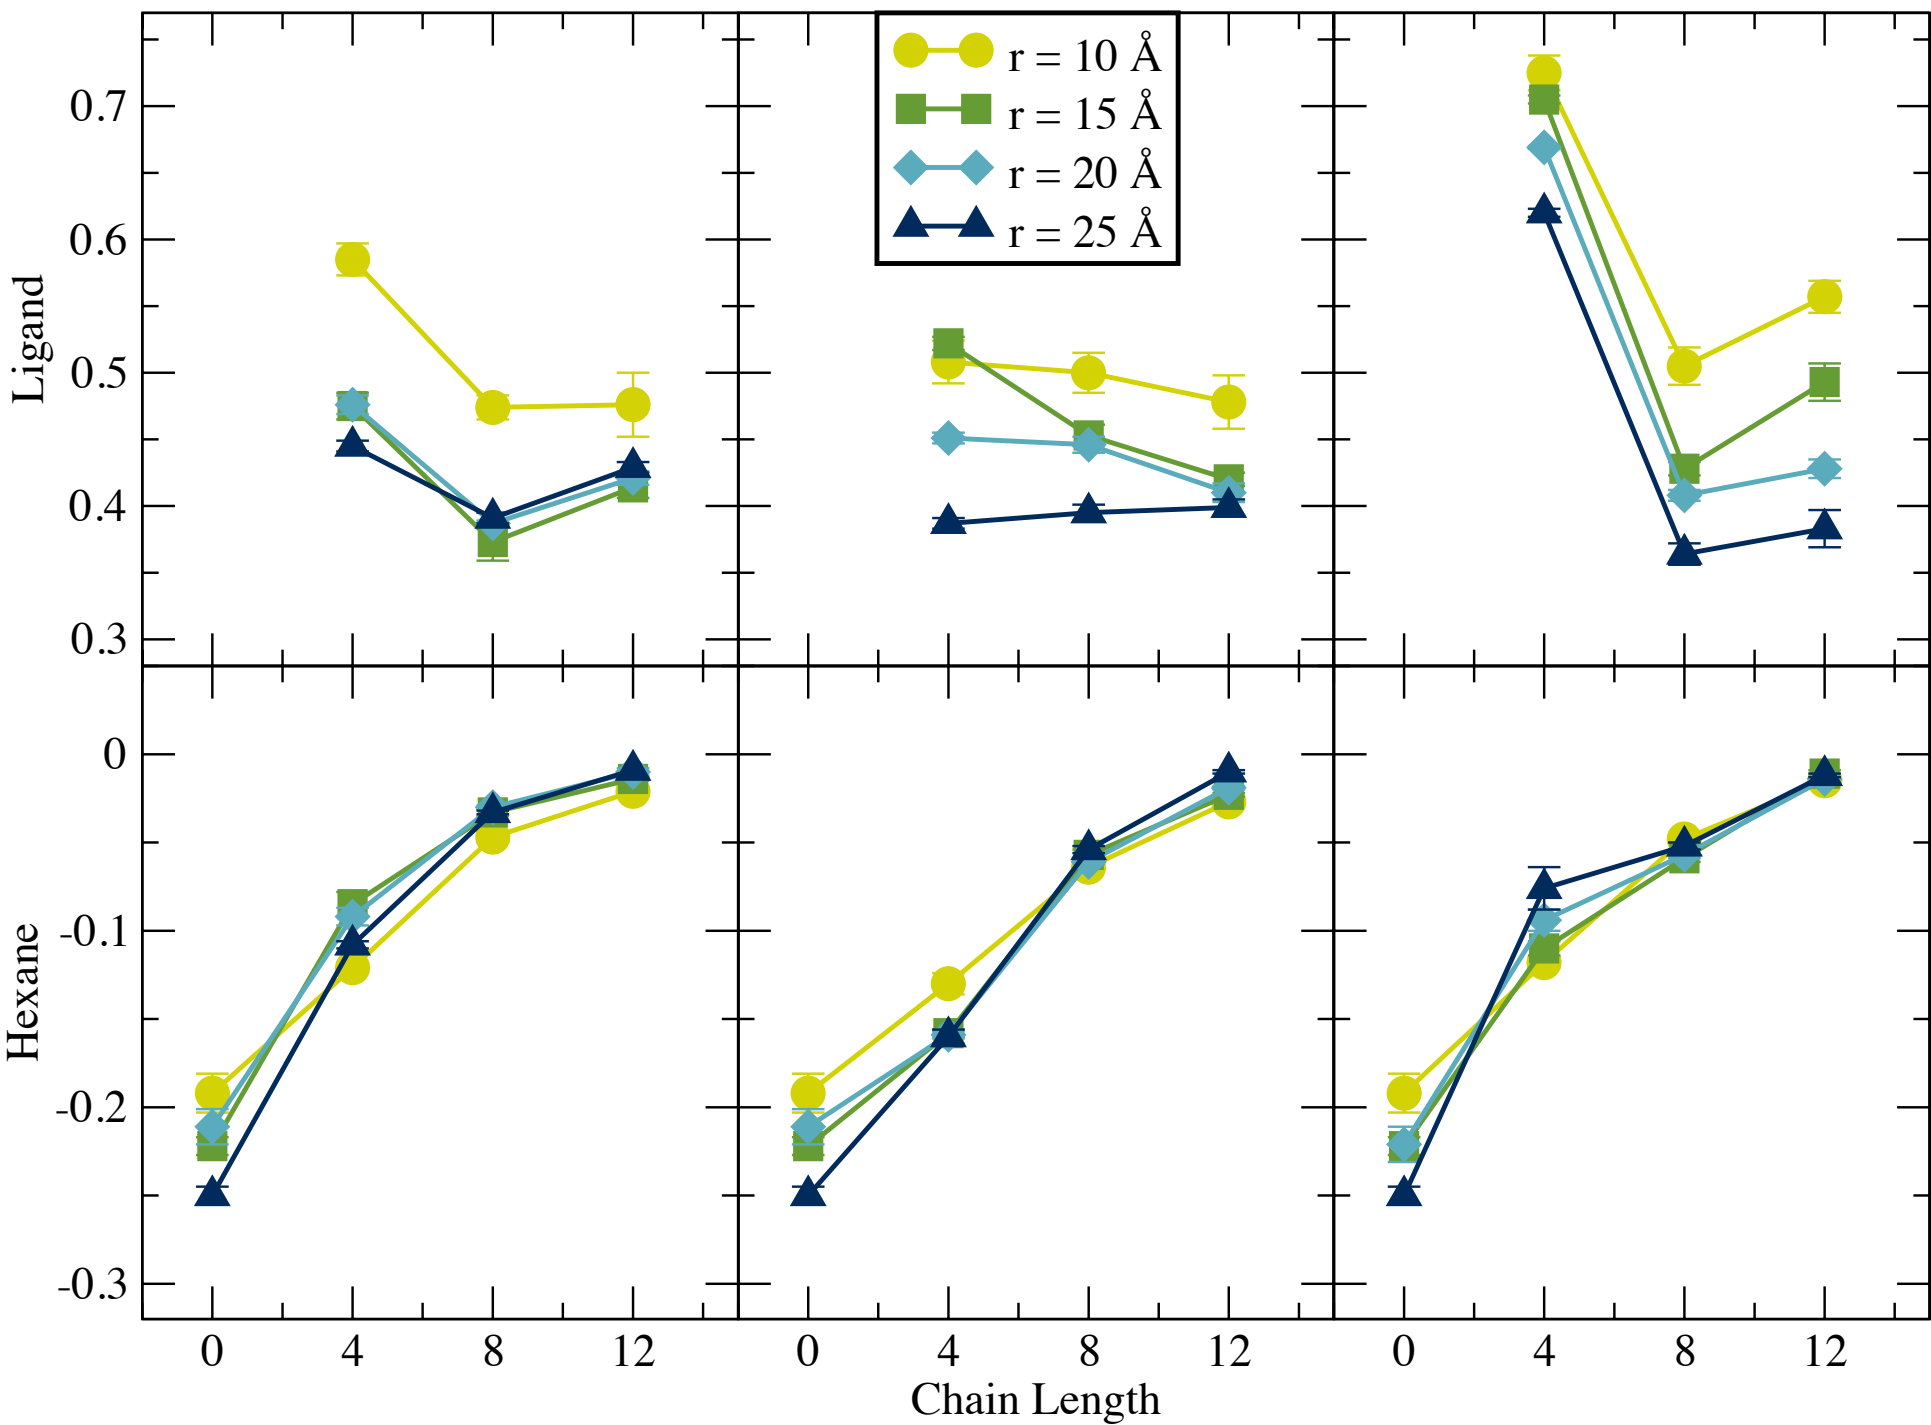 r = 10 Å
r = 15 Å
r = 20 Å
r = 25 Å
0.7
0.6
0.5
0.4
0.3
Ligand
0
-0.1
-0.2
-0.3
Hexane
0 4 8 12 0 4 8 12 0 4 8 12
Chain Length